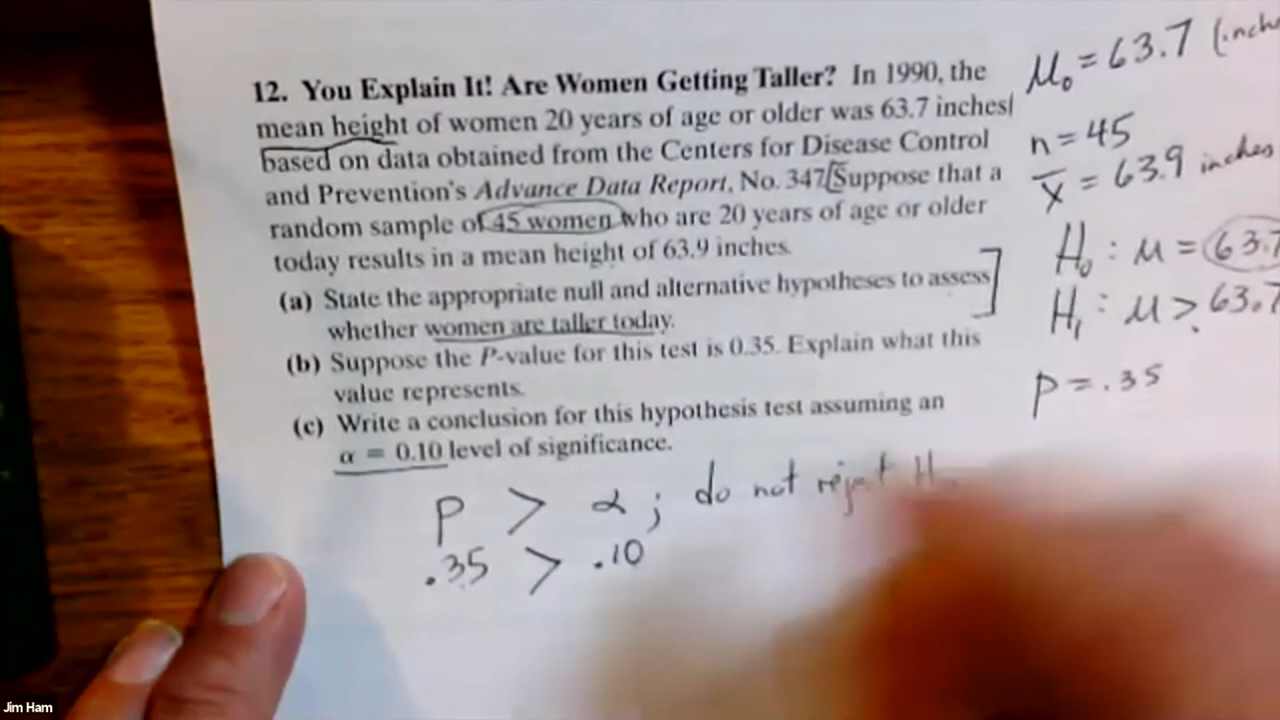 12. You Explain It! Are Women Getting Taller? In 1990, the
mean height of women 20 years of age or older was 63.7 inches
based on data obtained from the Centers for Disease Control
and Prevention's Advance Data Report, No. 347. Suppose that a
random sample of 45 women who are 20 years of age or older
today results in a mean height of 63.9 inches.
(a) State the appropriate null and alternative hypotheses to assess
whether women are taller today.
(b) Suppose the P-value for this test is 0.35. Explain what this
value represents.
(c) Write a conclusion for this hypothesis test assuming an
α = 0.10 level of significance.
P > α ; do not reject H
.35 > .10
μ₀ = 63.7 (inch
n = 45
x̅ = 63.9 inches
H₀ : μ = 63.7
H₁ : μ > 63.7
P = .35
Jim Ham